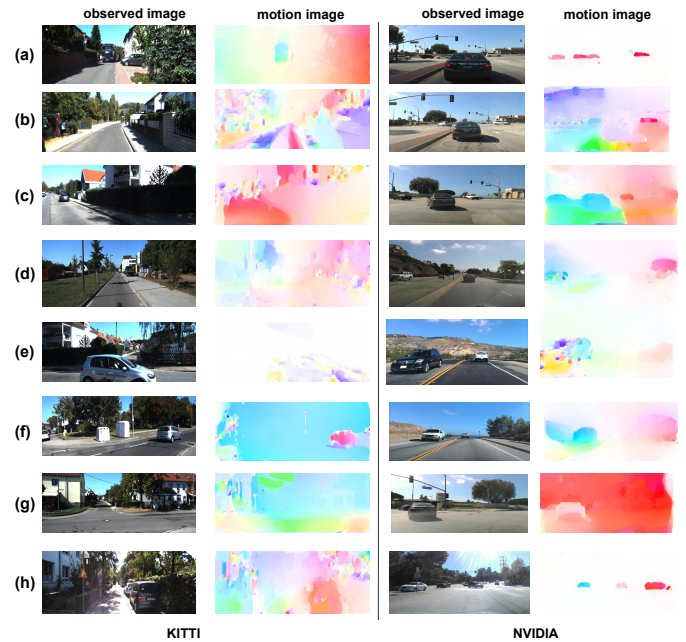 observed image motion image observed image motion image
(a)
(b)
(c)
(d)
(e)
(f)
(g)
(h)
KITTI NVIDIA